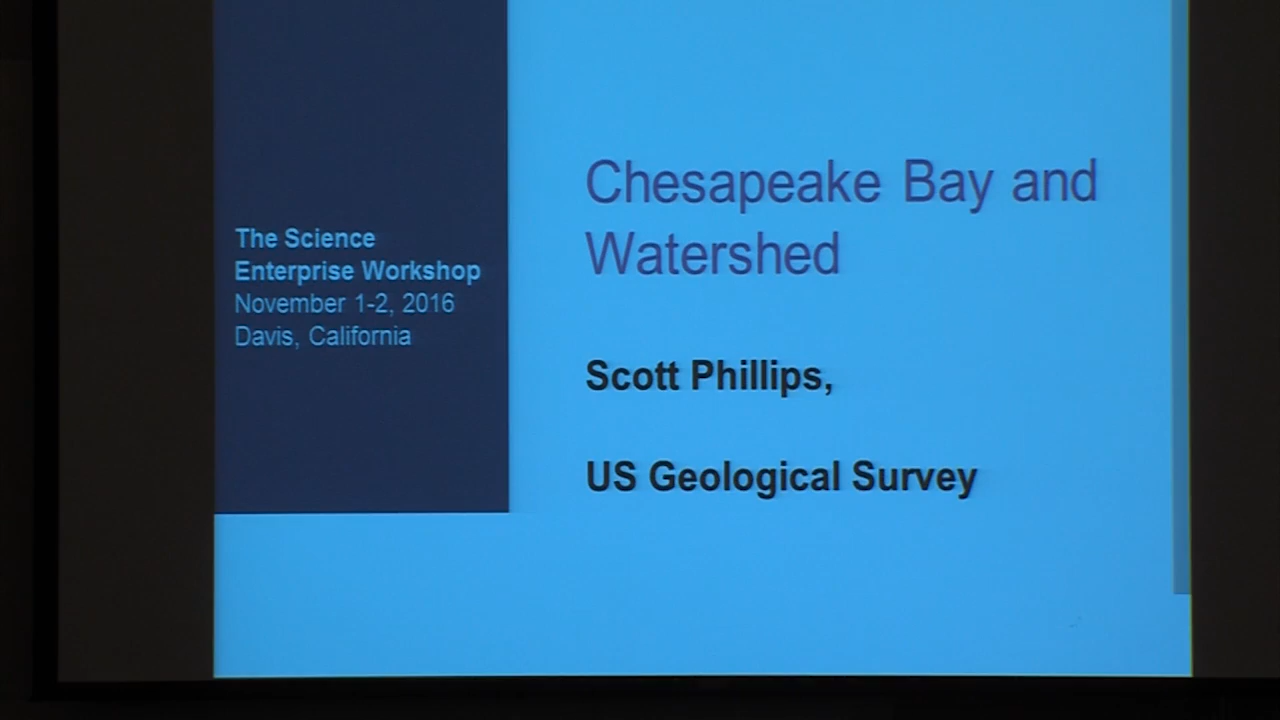 The Science
Enterprise Workshop
November 1-2, 2016
Davis, California
Chesapeake Bay and
Watershed
Scott Phillips,
US Geological Survey